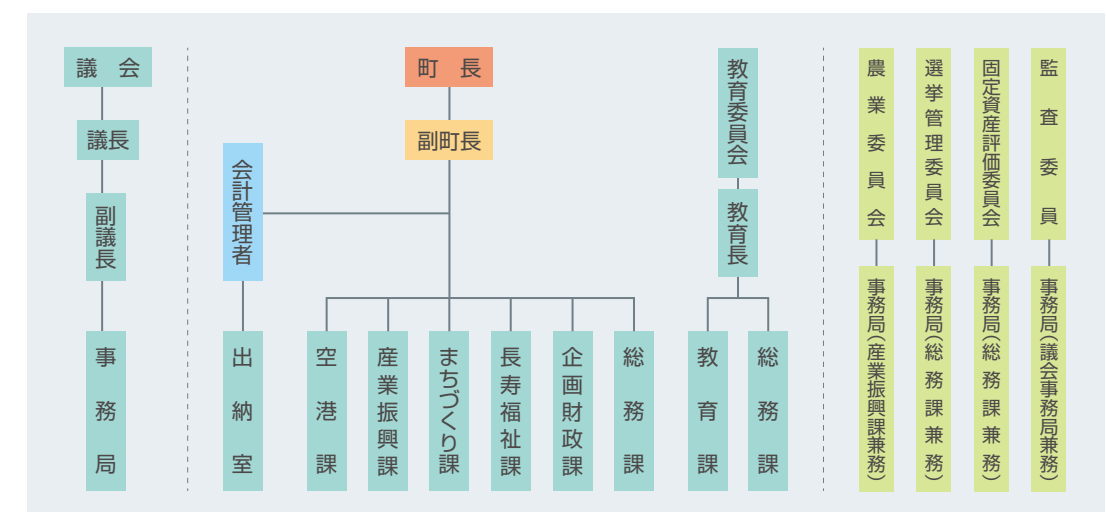 議会
議長
副議長
事務局
町長
副町長
会計管理者
出納室
空港課
産業振興課
まちづくり課
長寿福祉課
企画財政課
総務課
教育委員会
教育長
教育課
総務課
農業委員会
事務局(産業振興課兼務)
選挙管理委員会
事務局(総務課兼務)
固定資産評価委員会
事務局(総務課兼務)
監査委員
事務局(議会事務局兼務)